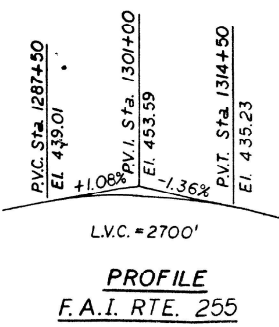 P.V.C. Sta. 1287+50
El. 439.01
P.V.I. Sta. 1301+00
El. 453.59
P.V.T. Sta. 1314+50
El. 435.23
+1.08%
-1.36%
L.V.C. = 2700'
PROFILE
F.A.I. RTE. 255